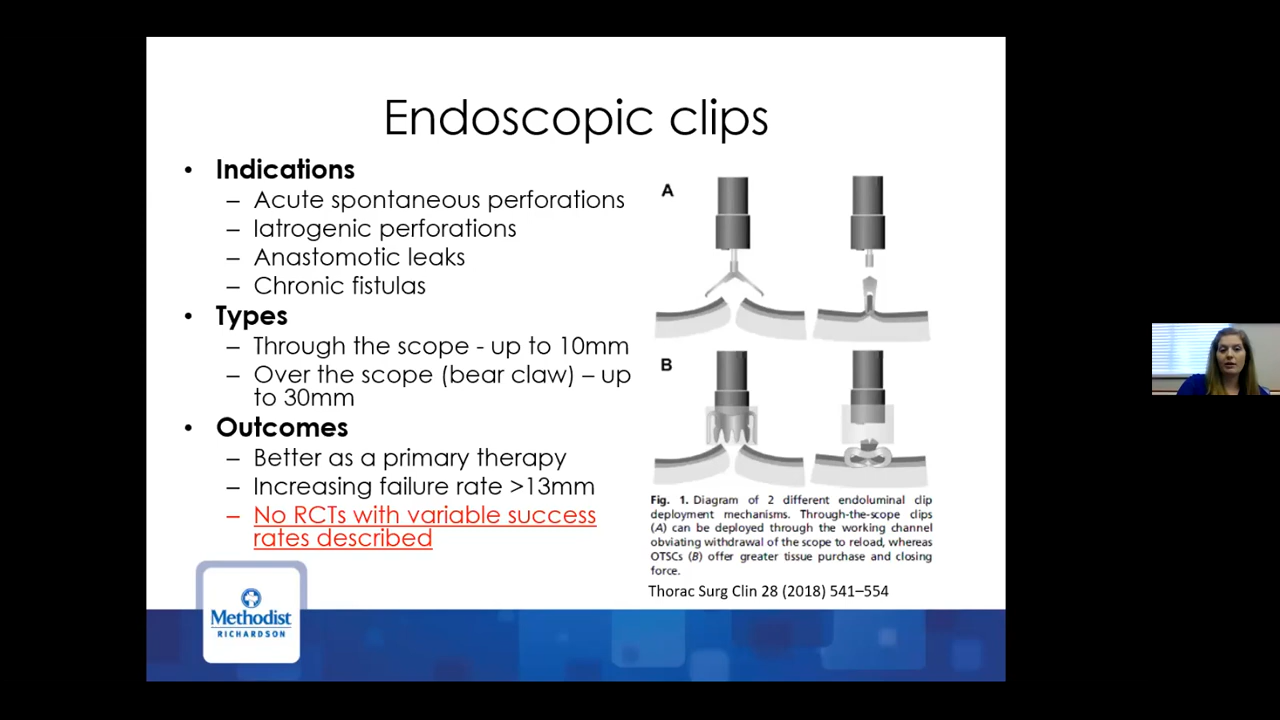 Endoscopic clips
• Indications
– Acute spontaneous perforations
– Iatrogenic perforations
– Anastomotic leaks
– Chronic fistulas
• Types
– Through the scope - up to 10mm
– Over the scope (bear claw) – up
to 30mm
• Outcomes
– Better as a primary therapy
– Increasing failure rate >13mm
– No RCTs with variable success
rates described
A
B
Fig. 1. Diagram of 2 different endoluminal clip
deployment mechanisms. Through-the-scope clips
(A) can be deployed through the working channel
obviating withdrawal of the scope to reload, whereas
OTSCs (B) offer greater tissue purchase and closing
force.
Thorac Surg Clin 28 (2018) 541–554
Methodist
RICHARDSON